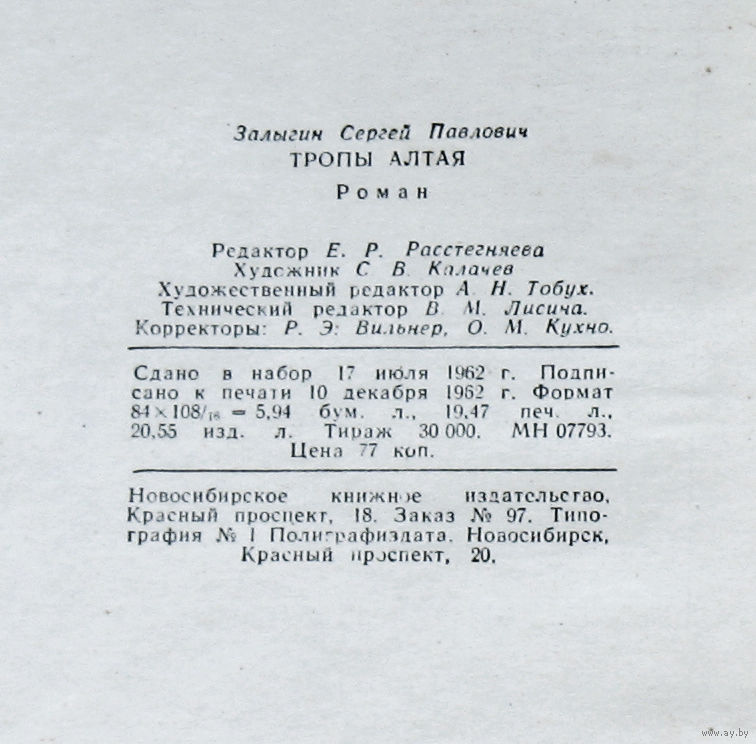 Залыгин Сергей Павлович
ТРОПЫ АЛТАЯ
Роман
Редактор Е. Р. Расстегняева
Художник С. В. Калачев
Художественный редактор А. Н. Тобух.
Технический редактор В. М. Лисича.
Корректоры: Р. Э. Вильнер, О. М. Кухно.
Сдано в набор 17 июля 1962 г. Подпи-
сано к печати 10 декабря 1962 г. Формат
84×108/₁₆ = 5,94 бум. л., 19,47 печ. л.,
20,55 изд. л. Тираж 30 000. МН 07793.
Цена 77 коп.
Новосибирское книжное издательство,
Красный проспект, 18. Заказ № 97. Типо-
графия № 1 Полиграфиздата. Новосибирск,
Красный проспект, 20.
www.ay.by